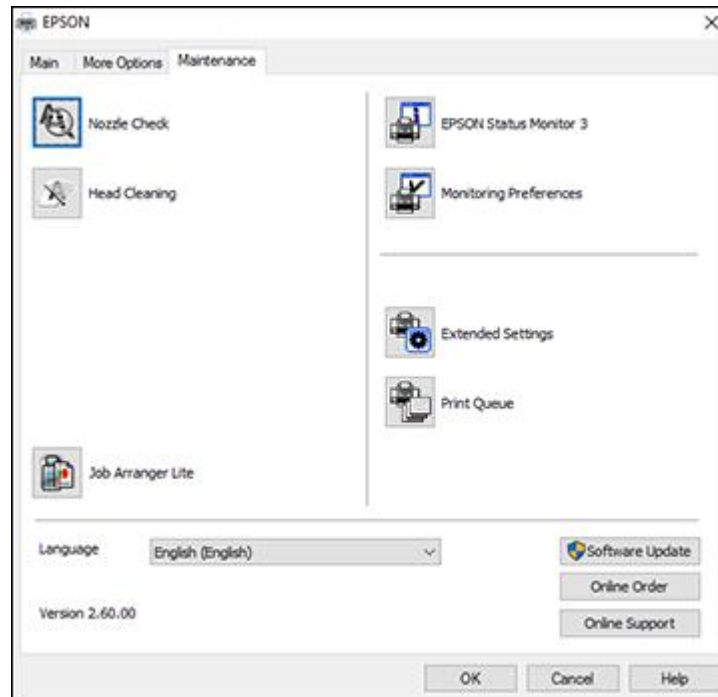 EPSON
Main More Options Maintenance
Nozzle Check
Head Cleaning
Job Arranger Lite
EPSON Status Monitor 3
Monitoring Preferences
Extended Settings
Print Queue
Language English (English)
Version 2.60.00
Software Update
Online Order
Online Support
OK Cancel Help